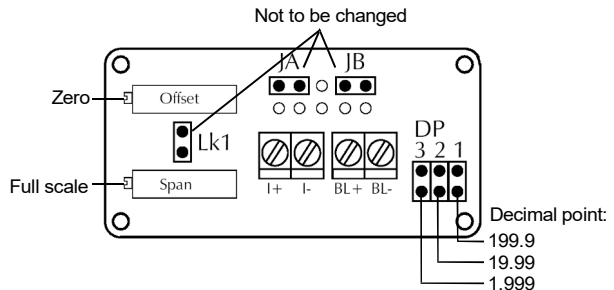 Not to be changed
JA JB
Zero
Offset
Lk1
DP
3 2 1
Full scale
Span
I+ I- BL+ BL-
Decimal point:
199.9
19.99
1.999